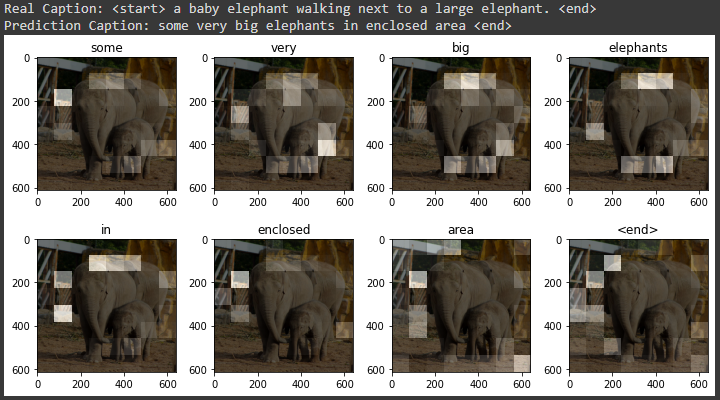 Real Caption: <start> a baby elephant walking next to a large elephant. <end>
Prediction Caption: some very big elephants in enclosed area <end>
some very big elephants
0 0 0 0
200 200 200 200
400 400 400 400
600 600 600 600
0 200 400 600 0 200 400 600 0 200 400 600 0 200 400 600
in enclosed area <end>
0 0 0 0
200 200 200 200
400 400 400 400
600 600 600 600
0 200 400 600 0 200 400 600 0 200 400 600 0 200 400 600